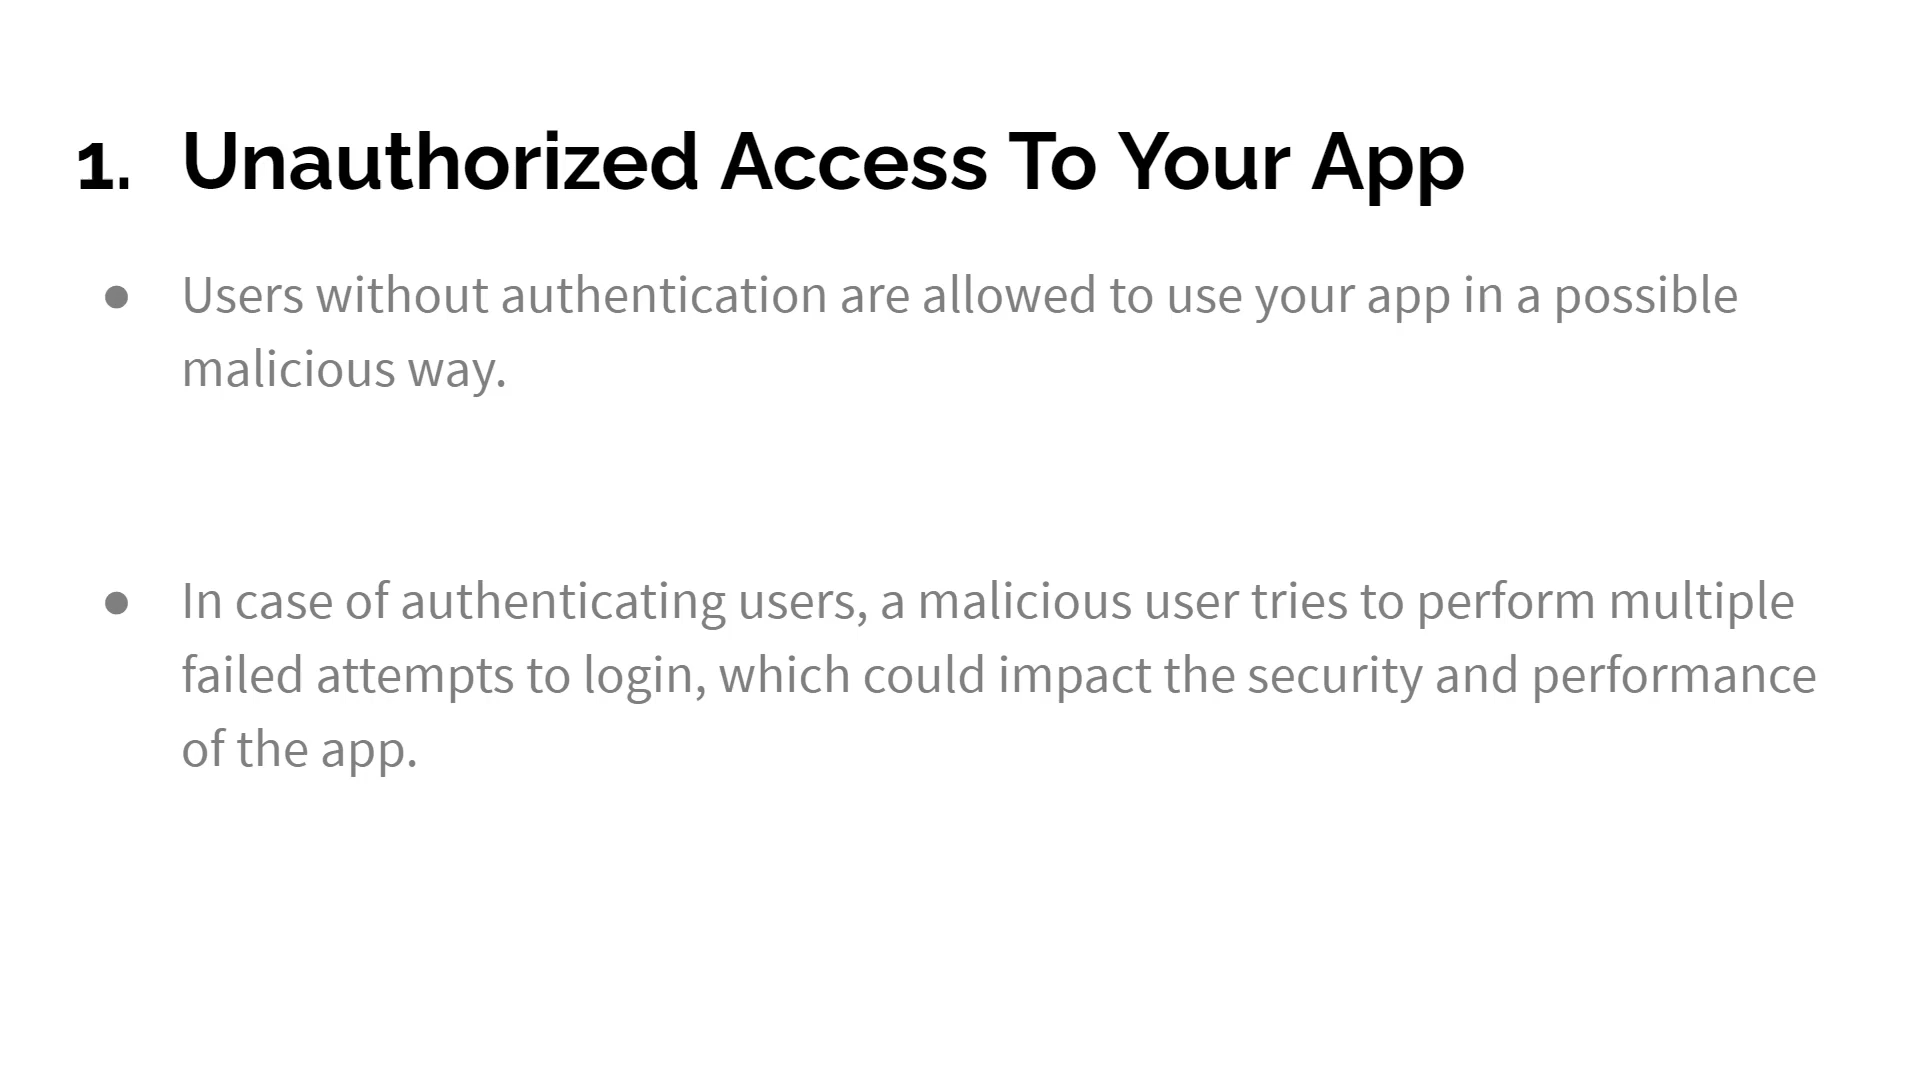 1. Unauthorized Access To Your App
● Users without authentication are allowed to use your app in a possible
malicious way.
● In case of authenticating users, a malicious user tries to perform multiple
failed attempts to login, which could impact the security and performance
of the app.